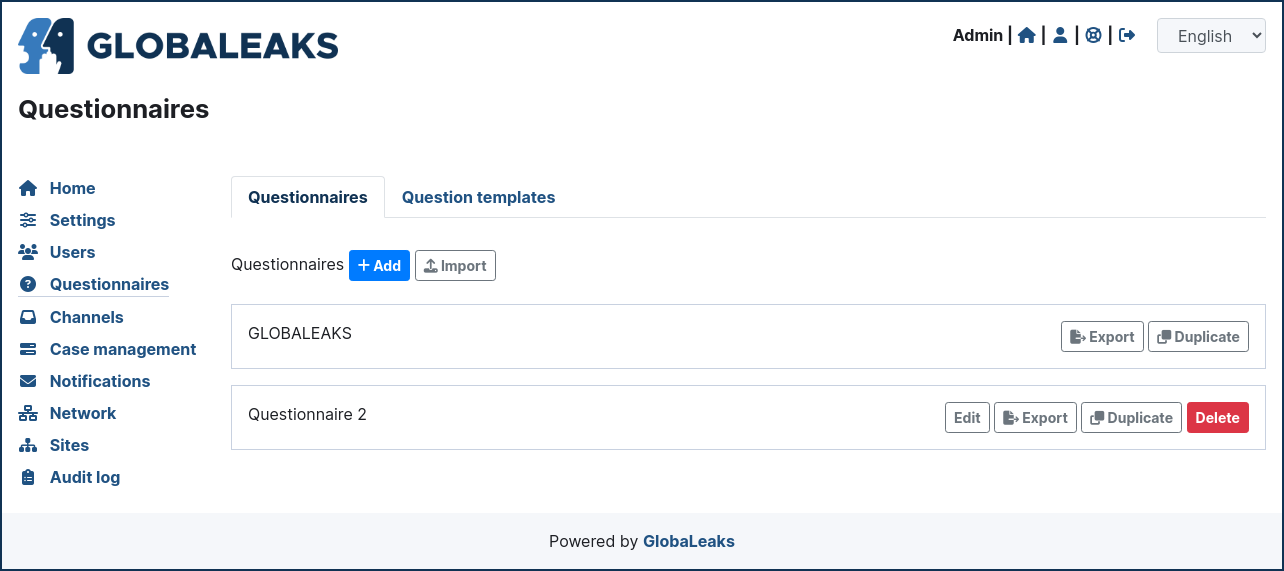 GLOBALEAKS
Admin | | | |
English
Questionnaires
Home
Settings
Users
Questionnaires
Channels
Case management
Notifications
Network
Sites
Audit log
Questionnaires Question templates
Questionnaires + Add Import
GLOBALEAKS Export Duplicate
Questionnaire 2 Edit Export Duplicate Delete
Powered by GlobaLeaks